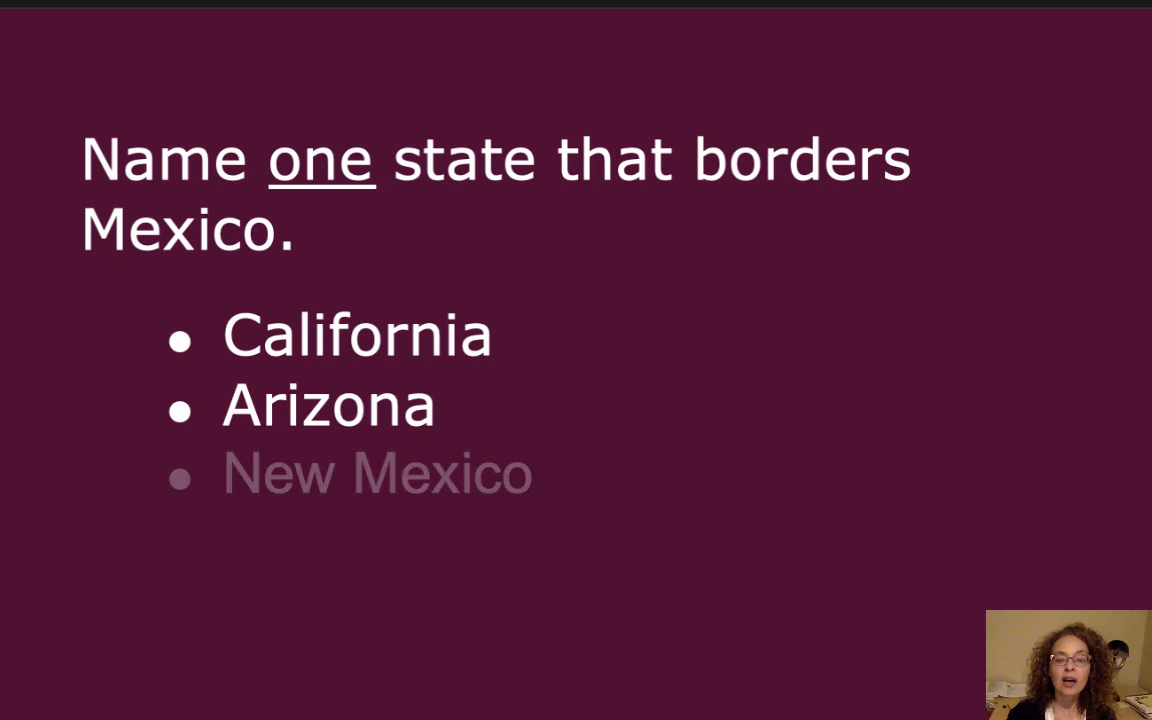 Name one state that borders
Mexico.
● California
● Arizona
● New Mexico